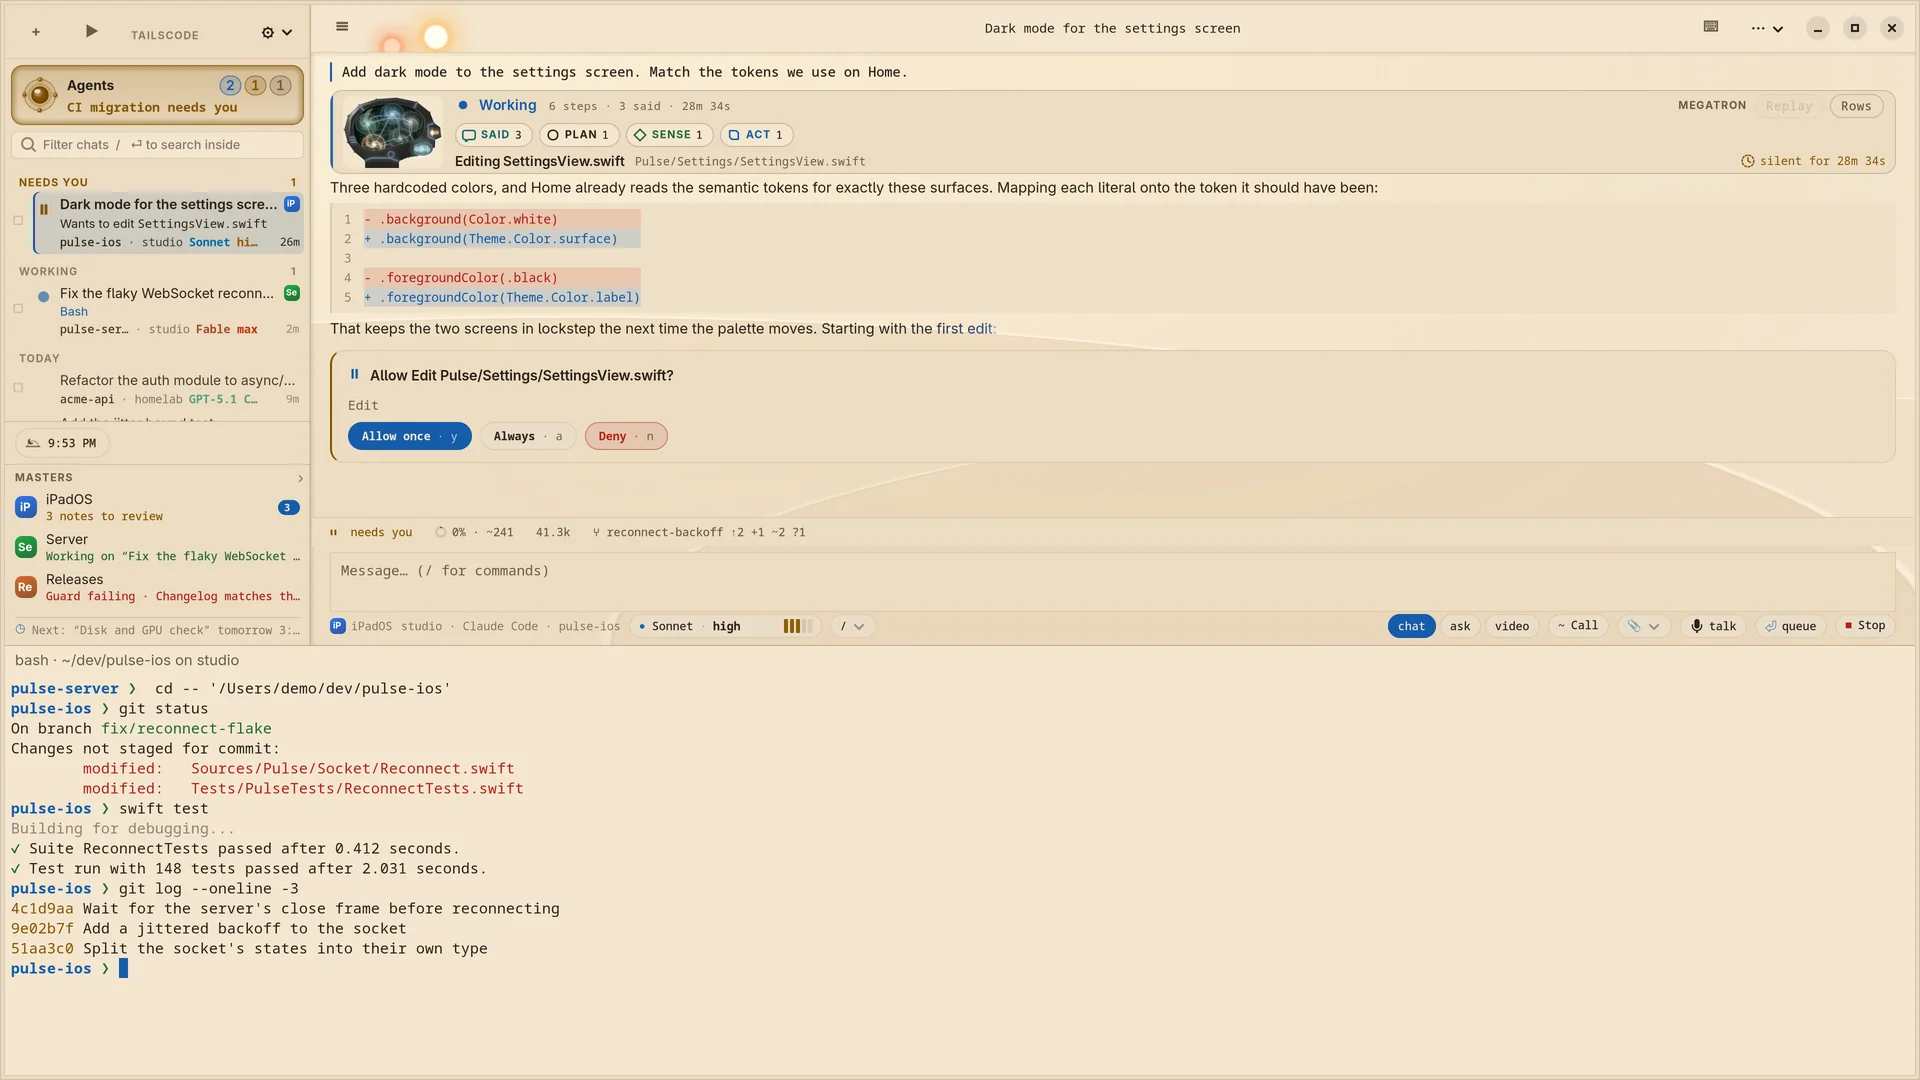 TAILSCODE
Dark mode for the settings screen
Agents
2 1 1
CI migration needs you
Filter chats / ⏎ to search inside
NEEDS YOU 1
Dark mode for the settings scre… iP
Wants to edit SettingsView.swift
pulse-ios · studio Sonnet hi… 26m
WORKING 1
Fix the flaky WebSocket reconn… Se
Bash
pulse-ser… · studio Fable max 2m
TODAY
Refactor the auth module to async/…
acme-api · homelab GPT-5.1 C… 9m
9:53 PM
MASTERS
iP iPadOS 3
3 notes to review
Se Server
Working on “Fix the flaky WebSocket …
Re Releases
Guard failing · Changelog matches th…
Next: “Disk and GPU check” tomorrow 3:…
Add dark mode to the settings screen. Match the tokens we use on Home.
Working 6 steps · 3 said · 28m 34s
MEGATRON Replay Rows
SAID 3 PLAN 1 SENSE 1 ACT 1
Editing SettingsView.swift Pulse/Settings/SettingsView.swift
silent for 28m 34s
Three hardcoded colors, and Home already reads the semantic tokens for exactly these surfaces. Mapping each literal onto the token it should have been:
1 - .background(Color.white)
2 + .background(Theme.Color.surface)
3
4 - .foregroundColor(.black)
5 + .foregroundColor(Theme.Color.label)
That keeps the two screens in lockstep the next time the palette moves. Starting with the first edit:
Allow Edit Pulse/Settings/SettingsView.swift?
Edit
Allow once · y Always · a Deny · n
needs you 0% · ~241 41.3k reconnect-backoff ↑2 +1 ~2 ?1
Message… (/ for commands)
iP iPadOS studio · Claude Code · pulse-ios • Sonnet · high /
chat ask video ~ Call talk queue Stop
bash · ~/dev/pulse-ios on studio
pulse-server ❯ cd -- '/Users/demo/dev/pulse-ios'
pulse-ios ❯ git status
On branch fix/reconnect-flake
Changes not staged for commit:
modified: Sources/Pulse/Socket/Reconnect.swift
modified: Tests/PulseTests/ReconnectTests.swift
pulse-ios ❯ swift test
Building for debugging...
✓ Suite ReconnectTests passed after 0.412 seconds.
✓ Test run with 148 tests passed after 2.031 seconds.
pulse-ios ❯ git log --oneline -3
4c1d9aa Wait for the server's close frame before reconnecting
9e02b7f Add a jittered backoff to the socket
51aa3c0 Split the socket's states into their own type
pulse-ios ❯